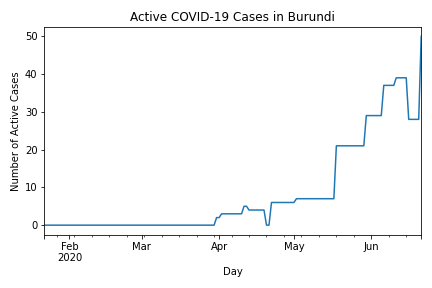 Active COVID-19 Cases in Burundi
50
40
30
20
10
0
Number of Active Cases
Feb
2020
Mar
Apr
May
Jun
Day